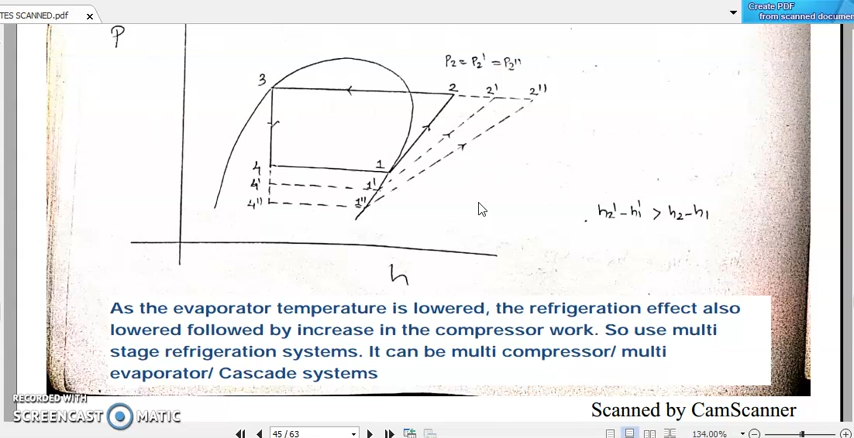 TES SCANNED.pdf ×
Create PDF
from scanned documen
P
3
P2 = P2' = P2''
2 2' 2''
4 1
4' 1'
4'' 1''
h2' - h1' > h2 - h1
h
As the evaporator temperature is lowered, the refrigeration effect also
lowered followed by increase in the compressor work. So use multi
stage refrigeration systems. It can be multi compressor/ multi
evaporator/ Cascade systems
RECORDED WITH
SCREENCAST MATIC
Scanned by CamScanner
45 / 63
134.00%